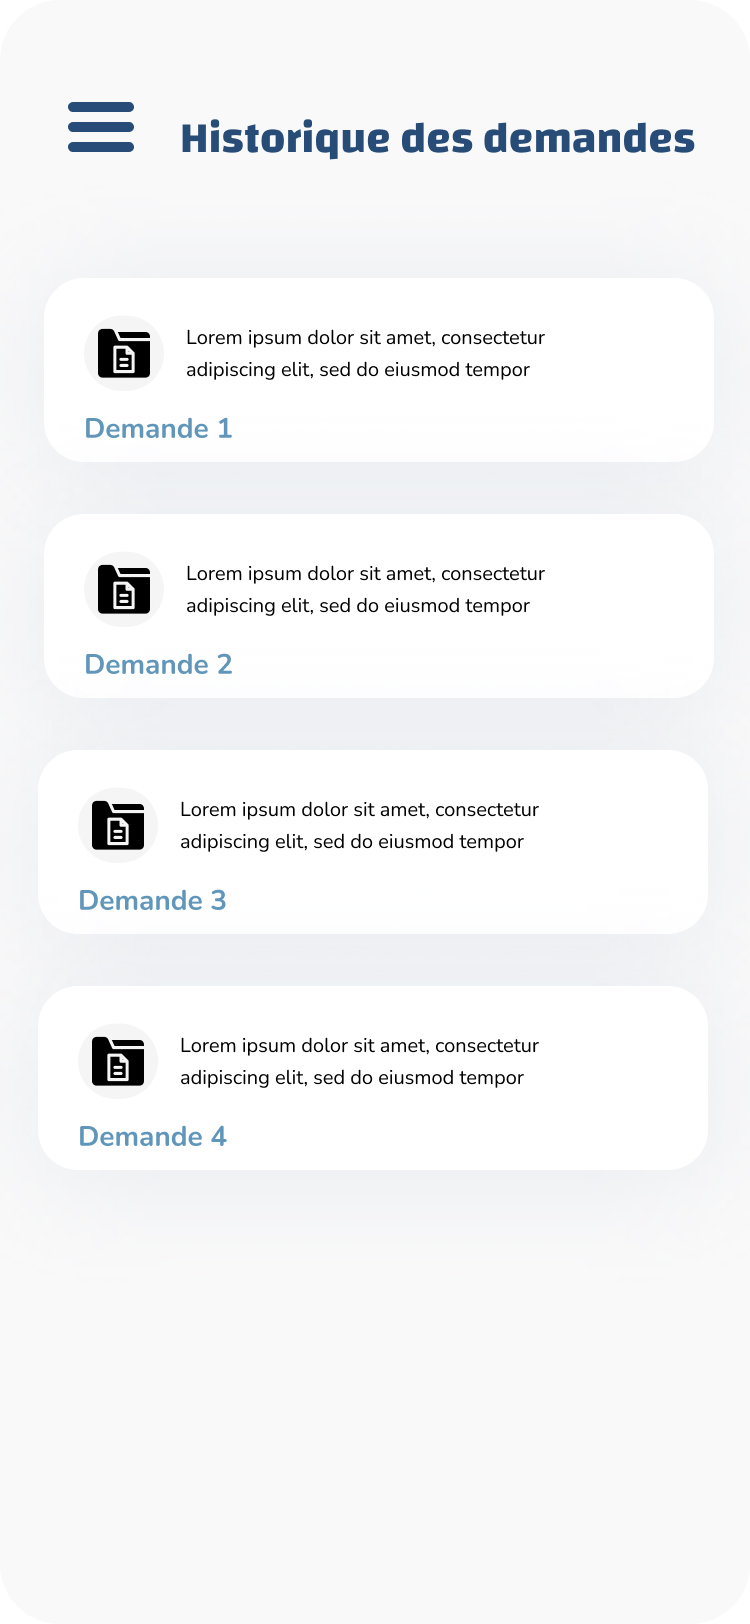 Historique des demandes
Lorem ipsum dolor sit amet, consectetur
adipiscing elit, sed do eiusmod tempor
Demande 1
Lorem ipsum dolor sit amet, consectetur
adipiscing elit, sed do eiusmod tempor
Demande 2
Lorem ipsum dolor sit amet, consectetur
adipiscing elit, sed do eiusmod tempor
Demande 3
Lorem ipsum dolor sit amet, consectetur
adipiscing elit, sed do eiusmod tempor
Demande 4